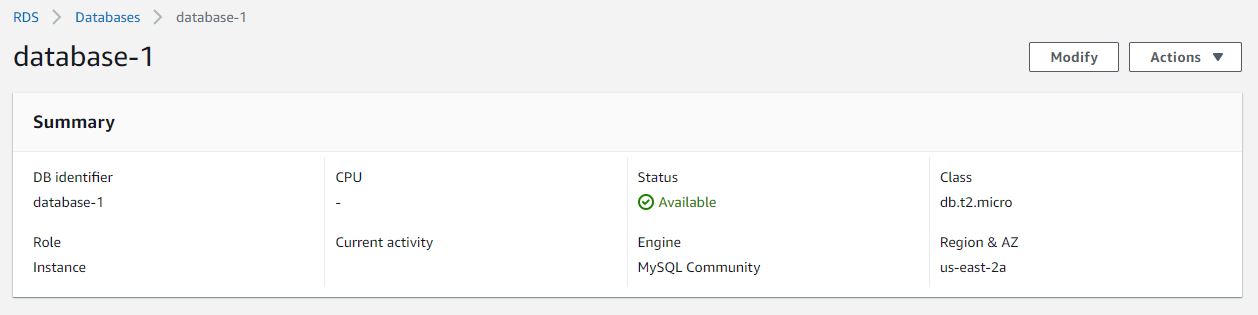 RDS > Databases > database-1
database-1
Modify
Actions
Summary
DB identifier
database-1
CPU
-
Status
Available
Class
db.t2.micro
Role
Instance
Current activity
Engine
MySQL Community
Region & AZ
us-east-2a